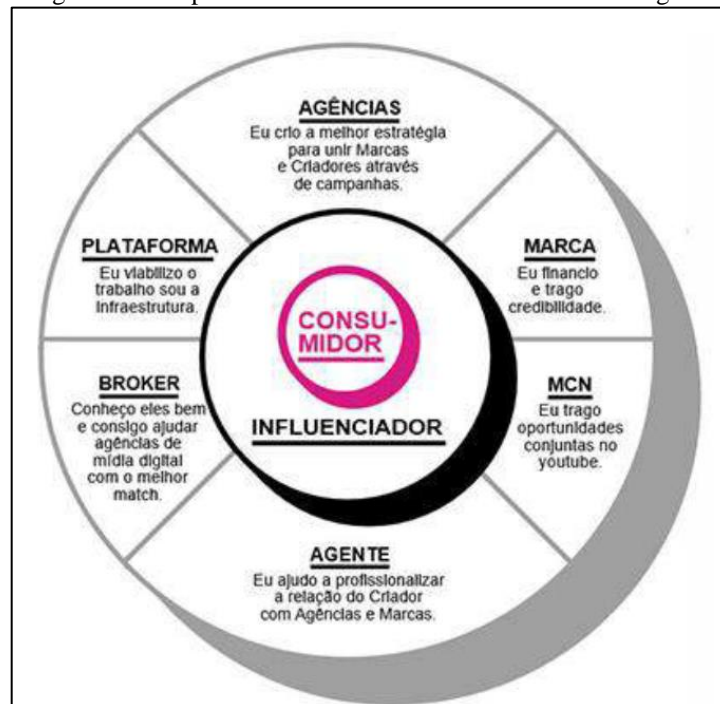 AGÊNCIAS
Eu crio a melhor estratégia
para unir Marcas
e Criadores através
de campanhas.
PLATAFORMA
Eu viabilizo o
trabalho sou a
infraestrutura.
MARCA
Eu financio
e trago
credibilidade.
CONSU-
MIDOR
INFLUENCIADOR
BROKER
Conheço eles bem
e consigo ajudar
agências de
mídia digital
com o melhor
match.
MCN
Eu trago
oportunidades
conjuntas no
youtube.
AGENTE
Eu ajudo a profissionalizar
a relação do Criador
com Agências e Marcas.